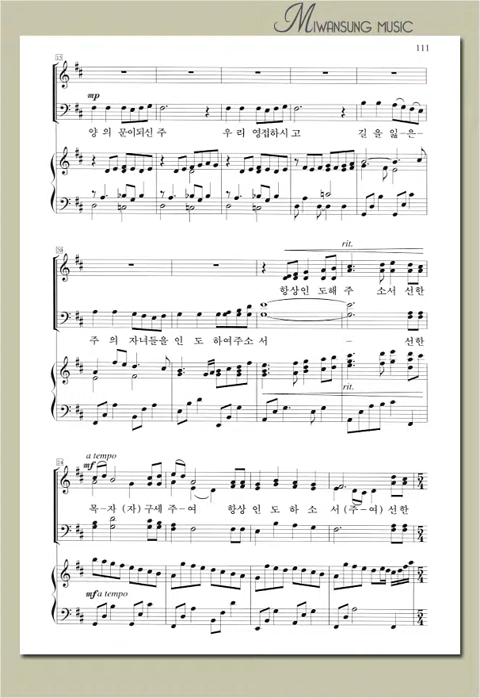 MIWANSUNG MUSIC
111
mp
양 의 문이되신 주 우 리 영접하시 고 길 을 잃-은-
rit.
항상인 도해 주 소서 선한
주 의 자녀들을 인 도 하여주소 서 - 선한
rit.
a tempo
mf
목-자 (자) 구세 주-여 항상 인 도 하 소 서 (주-여) 선한
mf a tempo